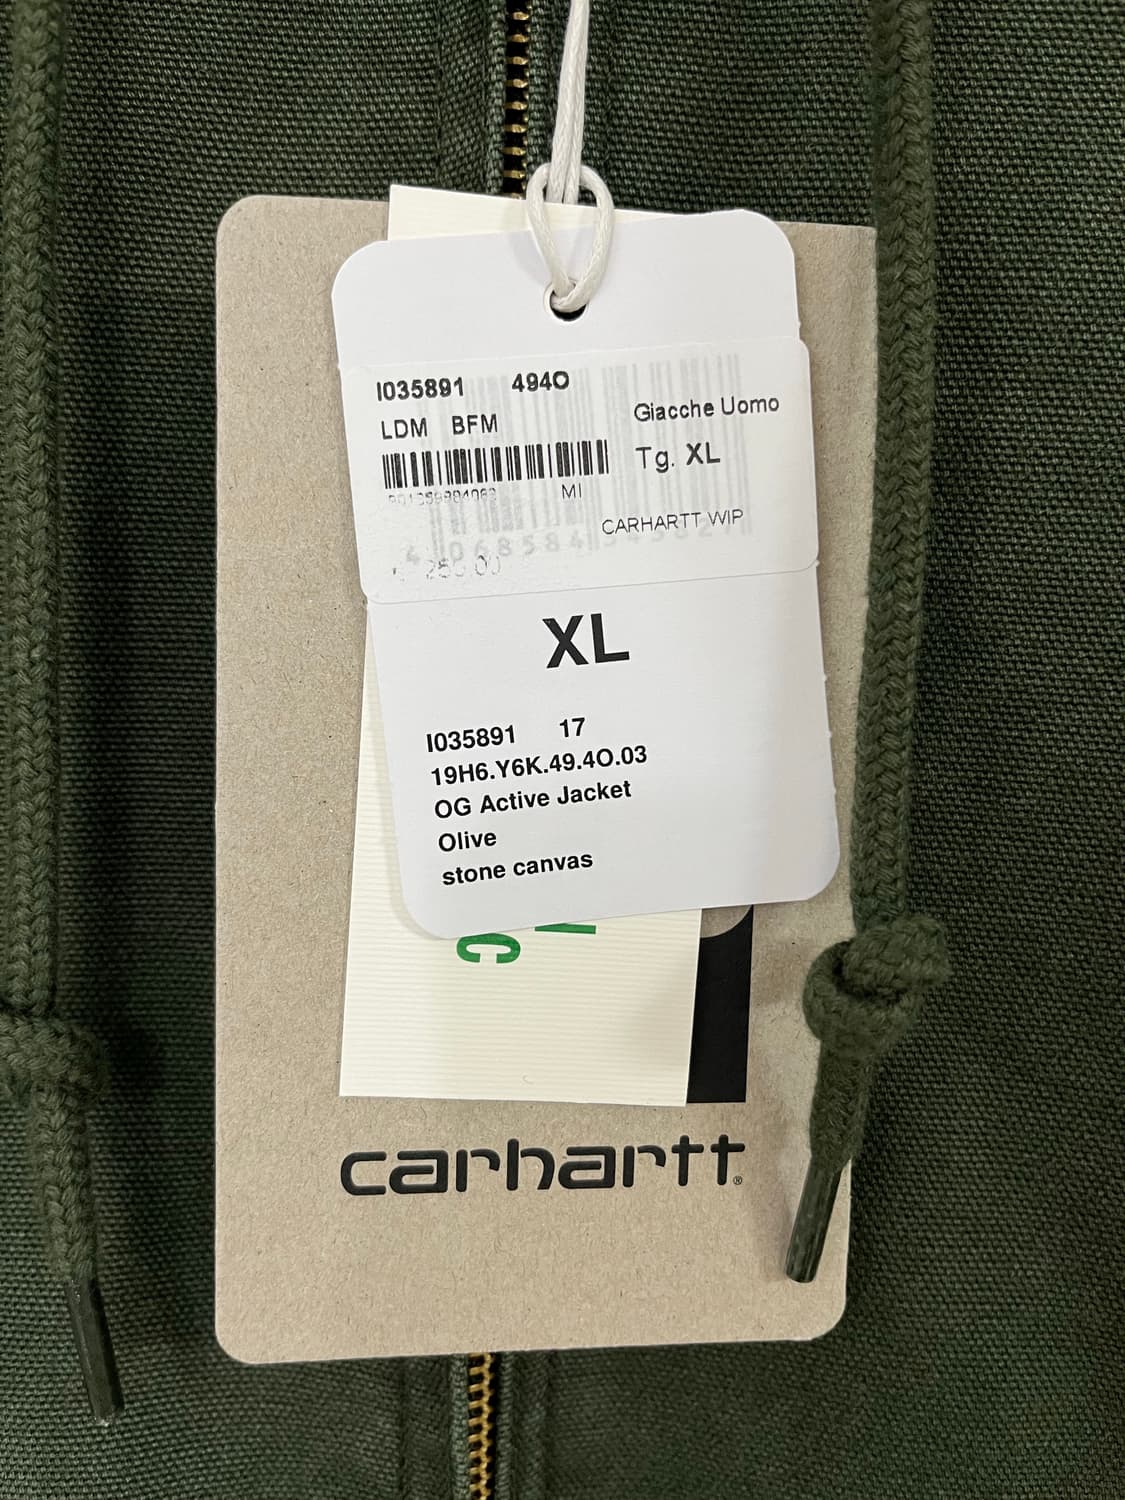 I035891 494O
LDM BFM
Giacche Uomo
Tg. XL
MI
CARHARTT WIP
XL
I035891 17
19H6.Y6K.49.4O.03
OG Active Jacket
Olive
stone canvas
c
carhartt®